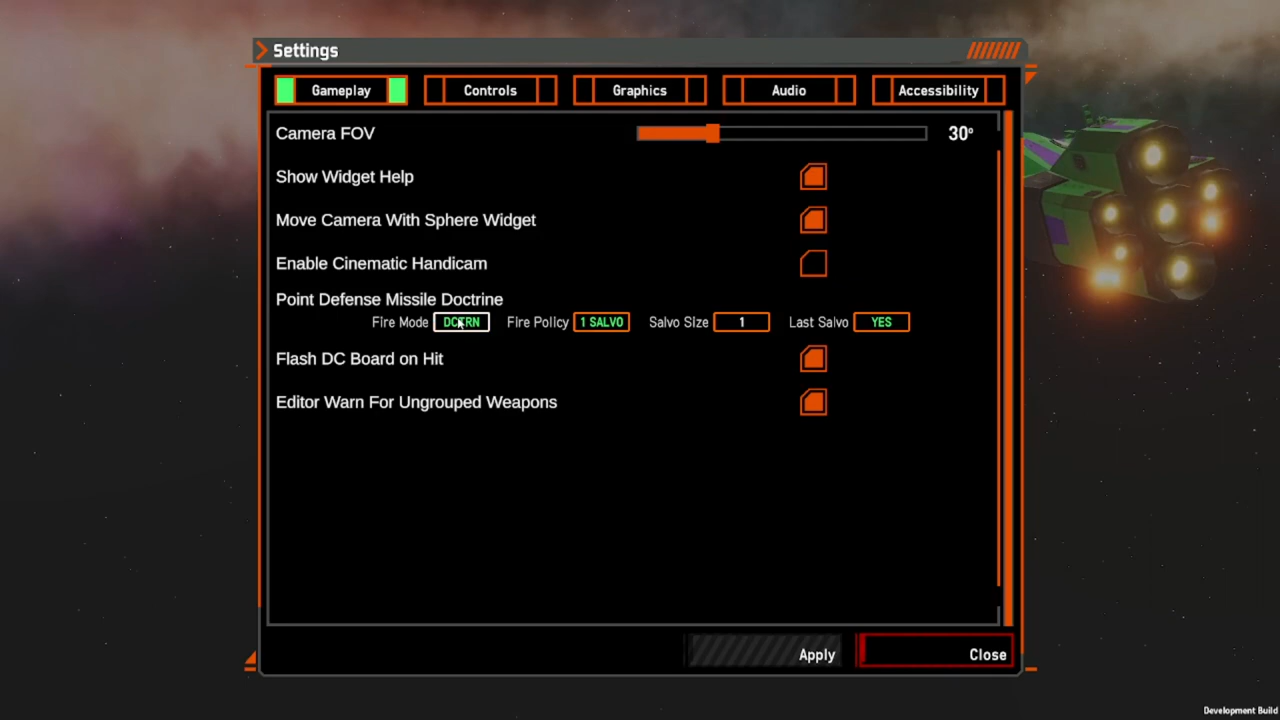 Settings
Gameplay Controls Graphics Audio Accessibility
Camera FOV 30°
Show Widget Help
Move Camera With Sphere Widget
Enable Cinematic Handicam
Point Defense Missile Doctrine
Fire Mode DCTRN Fire Policy 1 SALVO Salvo SIze 1 Last Salvo YES
Flash DC Board on Hit
Editor Warn For Ungrouped Weapons
Apply Close
Development Build